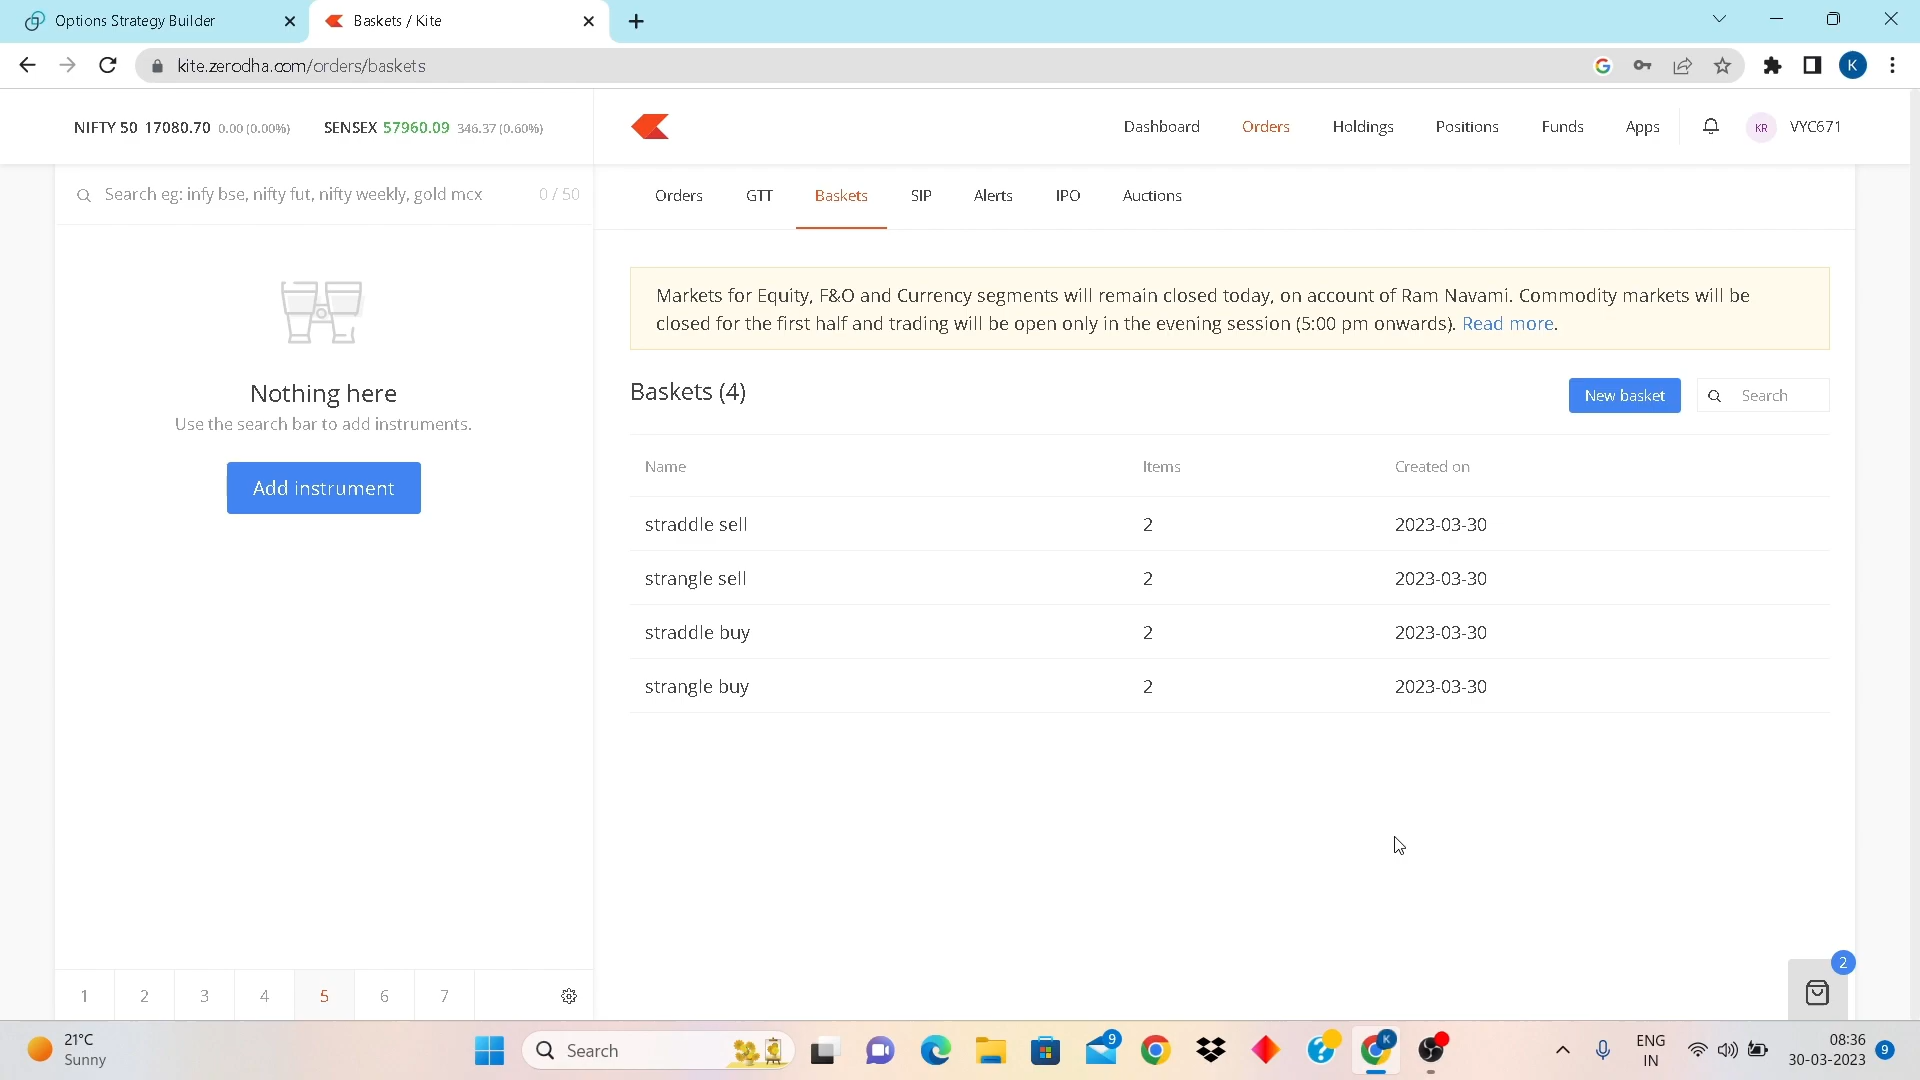 Options Strategy Builder
Baskets / Kite
kite.zerodha.com/orders/baskets
K
NIFTY 50 17080.70 0.00 (0.00%) SENSEX 57960.09 346.37 (0.60%)
Dashboard Orders Holdings Positions Funds Apps KR VYC671
Search eg: infy bse, nifty fut, nifty weekly, gold mcx 0 / 50
Orders GTT Baskets SIP Alerts IPO Auctions
Markets for Equity, F&O and Currency segments will remain closed today, on account of Ram Navami. Commodity markets will be
closed for the first half and trading will be open only in the evening session (5:00 pm onwards). Read more.
Nothing here
Use the search bar to add instruments.
Add instrument
Baskets (4)
New basket
Search
Name Items Created on
straddle sell 2 2023-03-30
strangle sell 2 2023-03-30
straddle buy 2 2023-03-30
strangle buy 2 2023-03-30
2
1 2 3 4 5 6 7
21°C
Sunny
Search
9
K
ENG
IN
08:36
30-03-2023
9